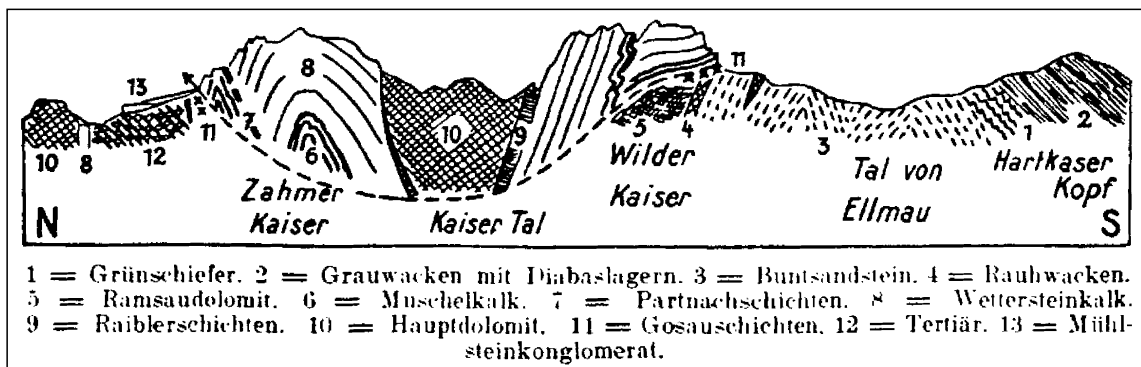 13
11
8
10
8
12
11
7
6
10
9
5
4
3
1
2
Zahmer
Kaiser
Kaiser Tal
Wilder
Kaiser
Tal von
Ellmau
Hartkaser
Kopf
N
S
1 = Grünschiefer. 2 = Grauwacken mit Diabaslagern. 3 = Buntsandstein. 4 = Rauhwacken.
5 = Ramsaudolomit. 6 = Muschelkalk. 7 = Partnachschichten. 8 = Wettersteinkalk.
9 = Raiblerschichten. 10 = Hauptdolomit. 11 = Gosauschichten. 12 = Tertiär. 13 = Mühl-
steinkonglomerat.